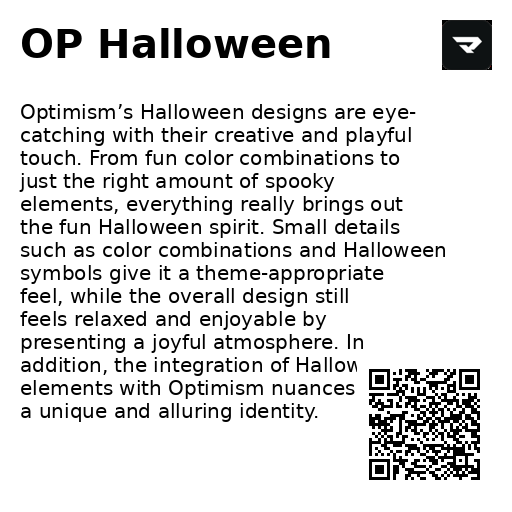 OP Halloween
Optimism’s Halloween designs are eye-
catching with their creative and playful
touch. From fun color combinations to
just the right amount of spooky
elements, everything really brings out
the fun Halloween spirit. Small details
such as color combinations and Halloween
symbols give it a theme-appropriate
feel, while the overall design still
feels relaxed and enjoyable by
presenting a joyful atmosphere. In
addition, the integration of
elements with Optimism nuances
a unique and alluring identity.